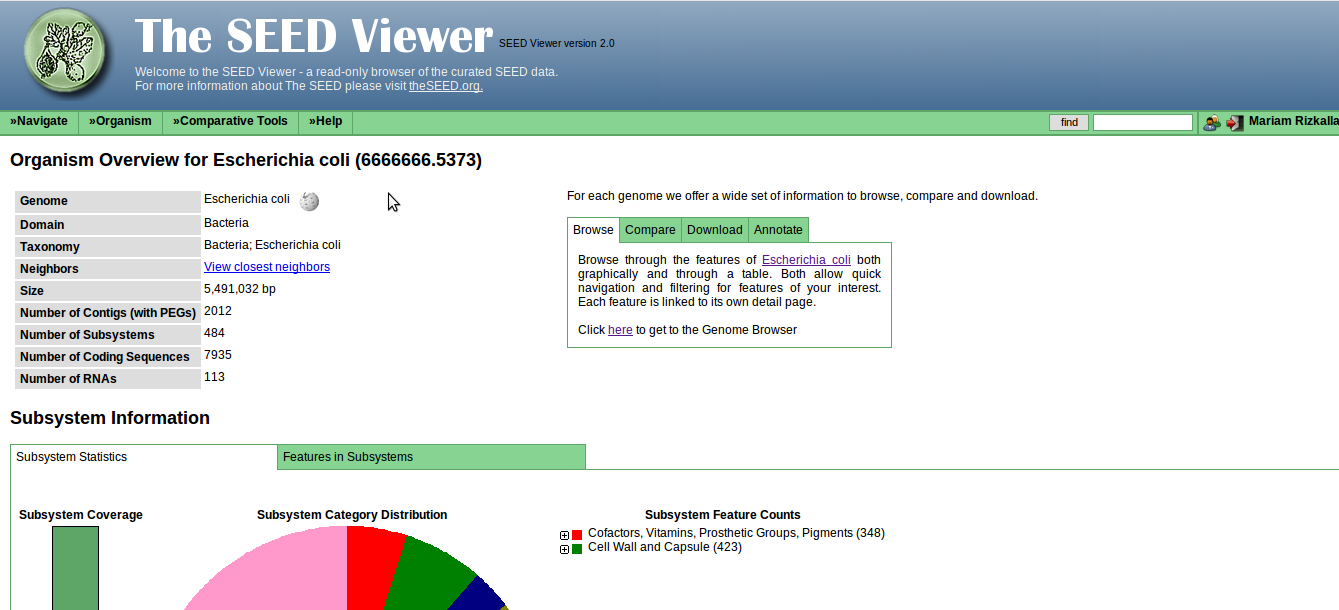 The SEED Viewer SEED Viewer version 2.0
Welcome to the SEED Viewer - a read-only browser of the curated SEED data.
For more information about The SEED please visit theSEED.org.
»Navigate »Organism »Comparative Tools »Help find Mariam Rizkalla
Organism Overview for Escherichia coli (6666666.5373)
Genome Escherichia coli
Domain Bacteria
Taxonomy Bacteria; Escherichia coli
Neighbors View closest neighbors
Size 5,491,032 bp
Number of Contigs (with PEGs) 2012
Number of Subsystems 484
Number of Coding Sequences 7935
Number of RNAs 113
For each genome we offer a wide set of information to browse, compare and download.
Browse Compare Download Annotate
Browse through the features of Escherichia coli both
graphically and through a table. Both allow quick
navigation and filtering for features of your interest.
Each feature is linked to its own detail page.
Click here to get to the Genome Browser
Subsystem Information
Subsystem Statistics Features in Subsystems
Subsystem Coverage Subsystem Category Distribution Subsystem Feature Counts
Cofactors, Vitamins, Prosthetic Groups, Pigments (348)
Cell Wall and Capsule (423)